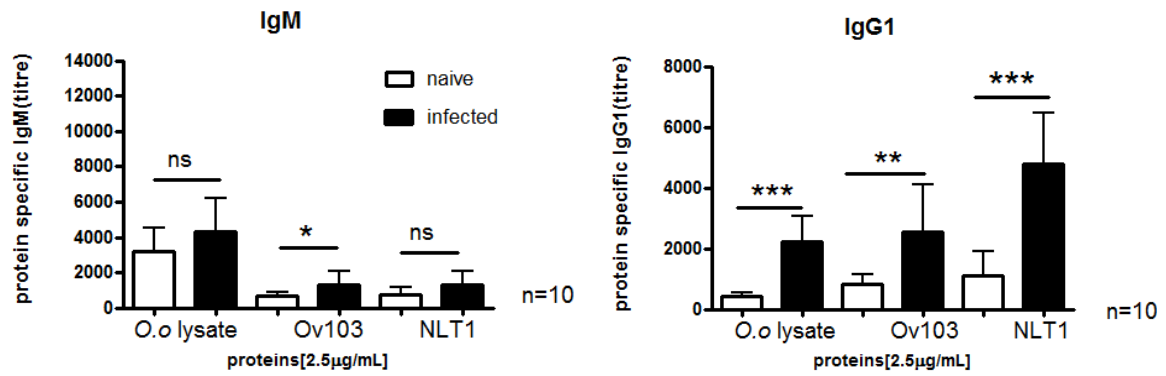 IgM
protein specific IgM(titre)
14000
12000
10000
8000
6000
4000
2000
0
naive
infected
ns
*
ns
O.o lysate
Ov103
NLT1
proteins[2.5µg/mL]
n=10
IgG1
protein specific IgG1(titre)
8000
6000
4000
2000
0
***
**
***
O.o lysate
Ov103
NLT1
proteins[2.5µg/mL]
n=10